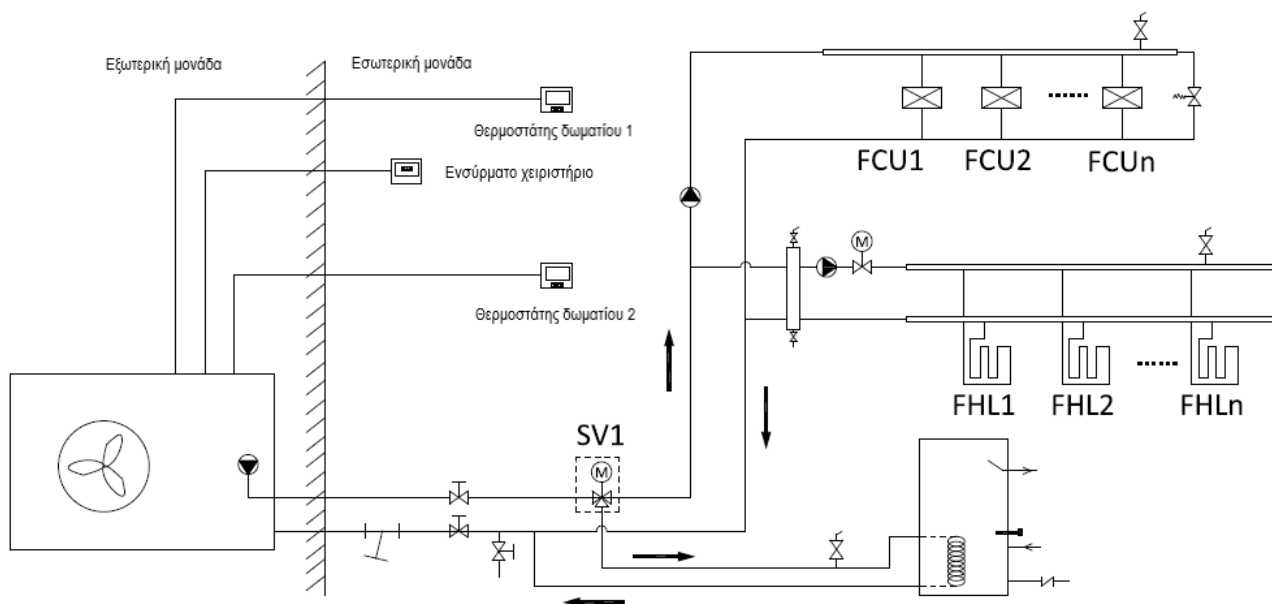 Εξωτερική μονάδα
Εσωτερική μονάδα
Θερμοστάτης δωματίου 1
Ενσύρματο χειριστήριο
Θερμοστάτης δωματίου 2
FCU1
FCU2
FCUn
M
FHL1
FHL2
FHLn
SV1
M